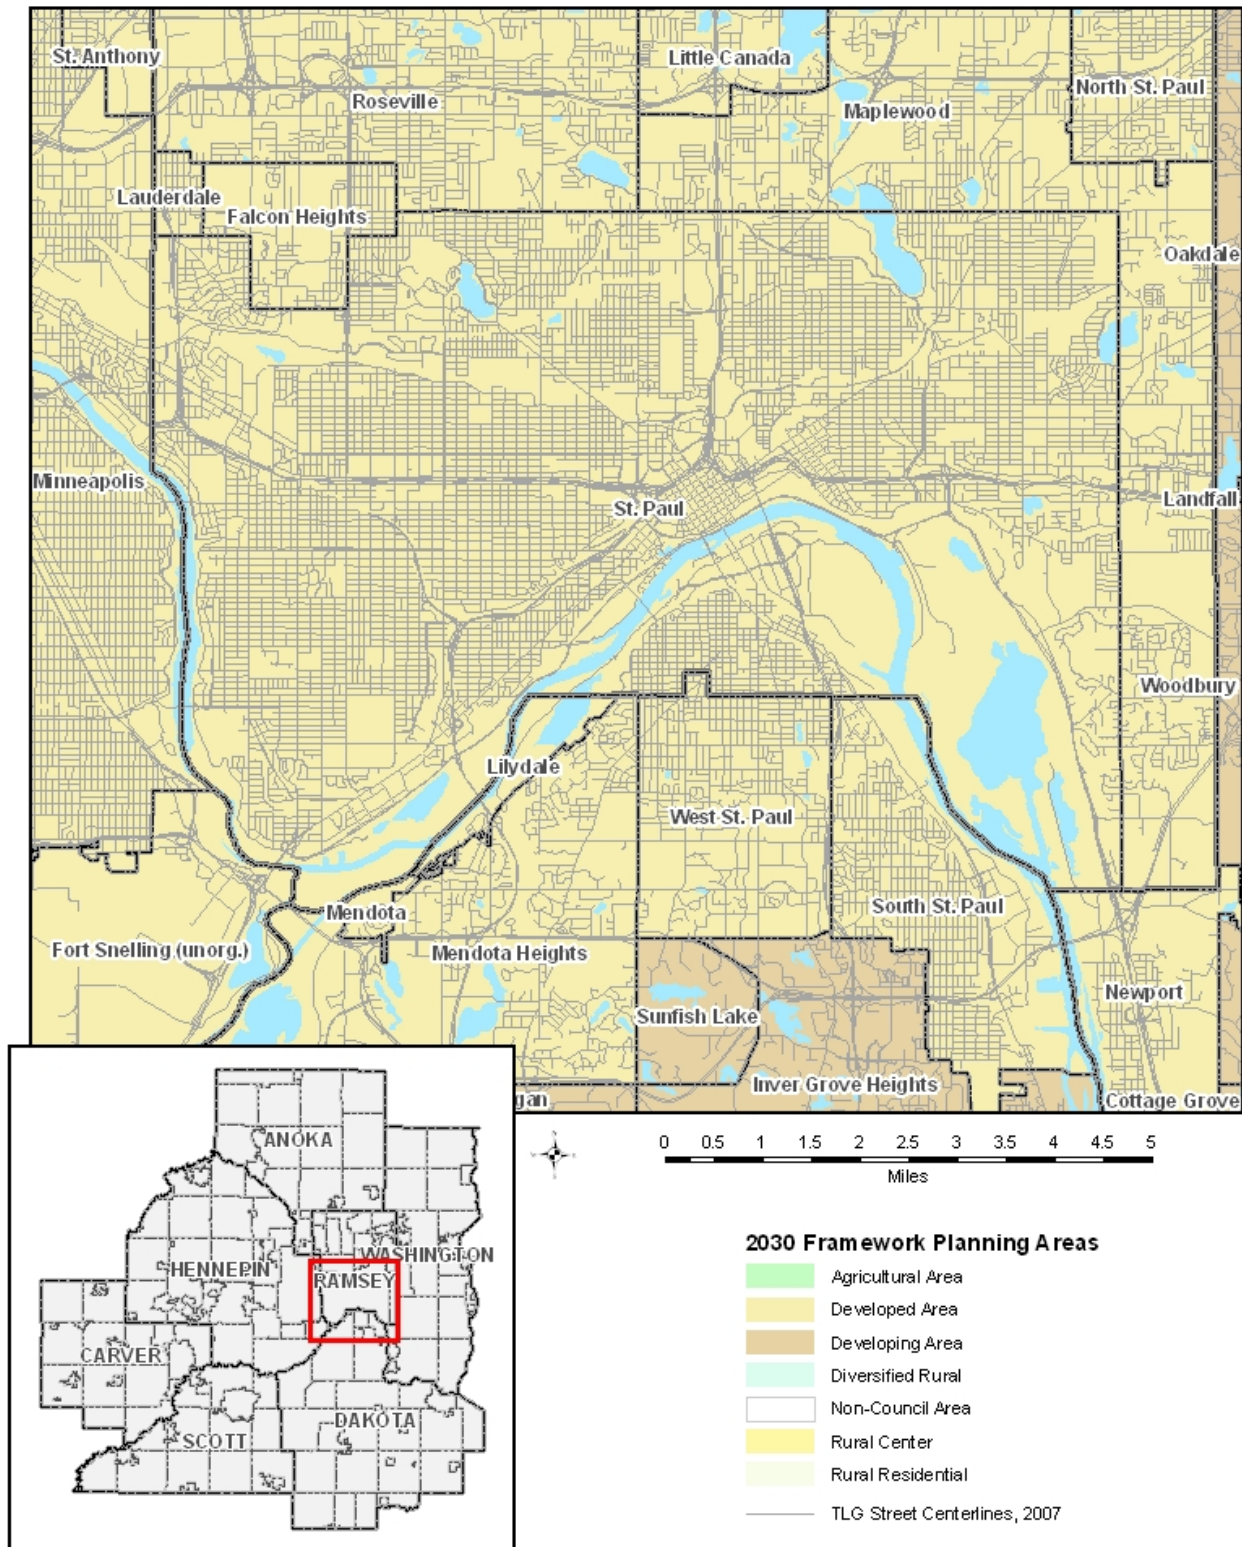 St. Anthony
Little Canada
Roseville
North St. Paul
Maplewood
Lauderdale
Falcon Heights
Oakdale
Minneapolis
St. Paul
Landfall
Woodbury
Lilydale
West St. Paul
Mendota
South St. Paul
Fort Snelling (unorg.)
Mendota Heights
Newport
Sunfish Lake
Inver Grove Heights
gan
Cottage Grove
ANOKA
WASHINGTON
HENNEPIN
RAMSEY
CARVER
DAKOTA
SCOTT
0 0.5 1 1.5 2 2.5 3 3.5 4 4.5 5
Miles
2030 Framework Planning Areas
Agricultural Area
Developed Area
Developing Area
Diversified Rural
Non-Council Area
Rural Center
Rural Residential
TLG Street Centerlines, 2007